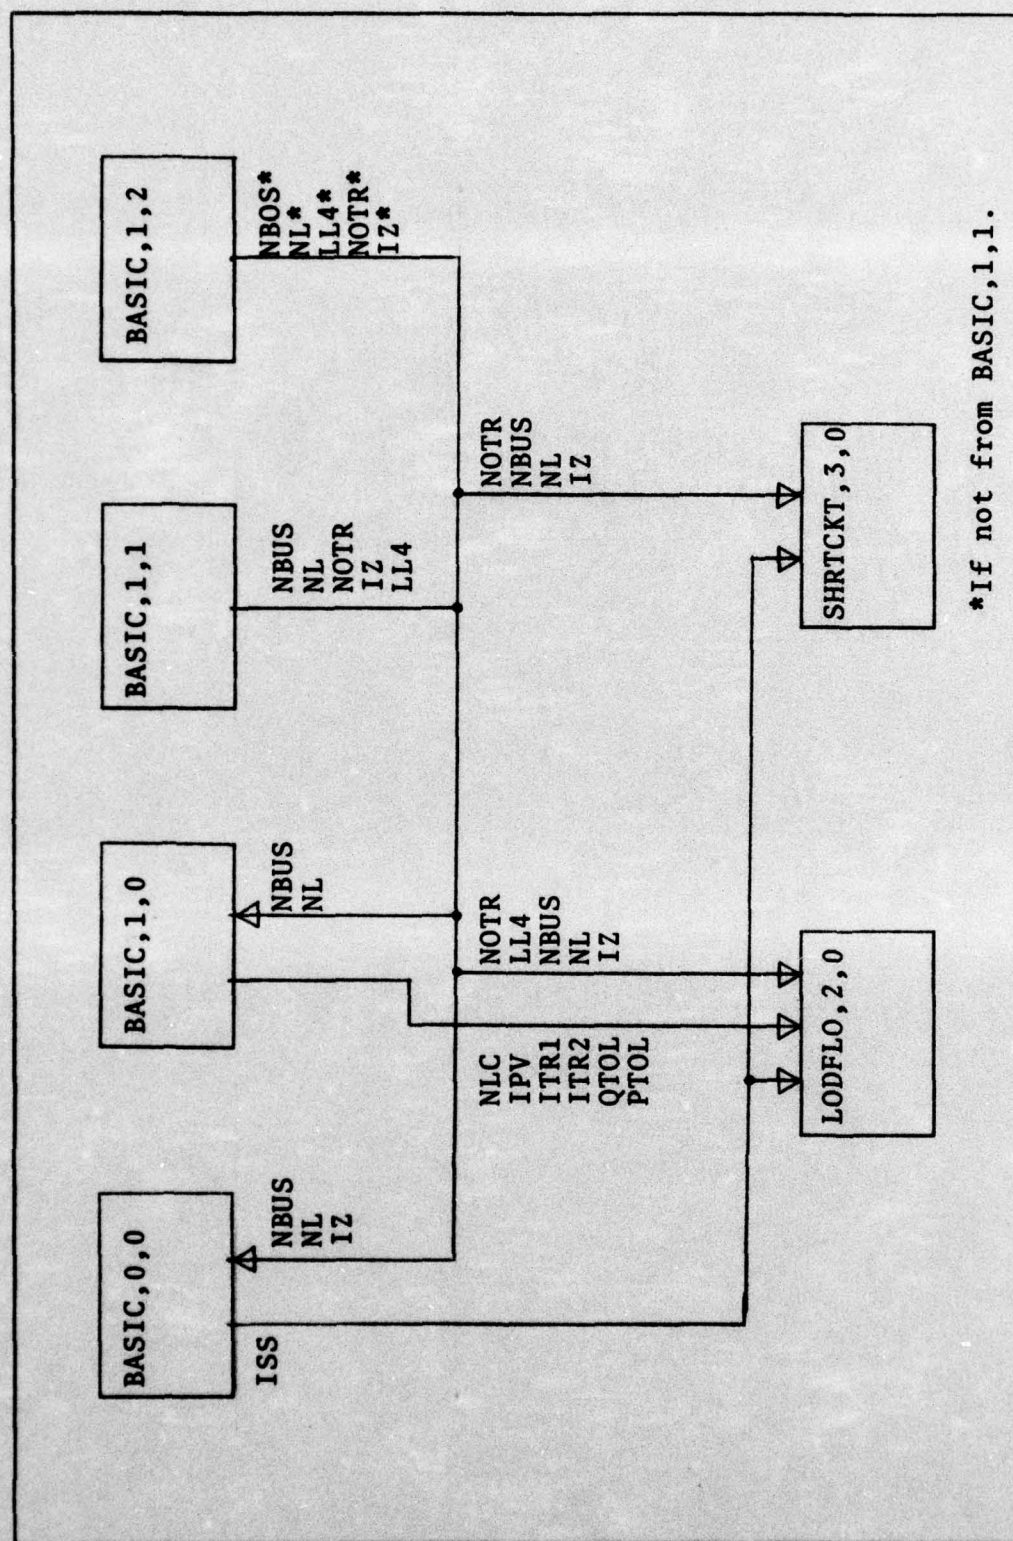 BASIC,0,0
BASIC,1,0
BASIC,1,1
BASIC,1,2
ISS
NBUS
NL
IZ
NBUS
NL
NBUS
NL
NOTR
IZ
LL4
NBOS*
NL*
LL4*
NOTR*
IZ*
NLC
IPV
ITR1
ITR2
QTOL
PTOL
NOTR
LL4
NBUS
NL
IZ
NOTR
NBUS
NL
IZ
LODFLO,2,0
SHRTCKT,3,0
*If not from BASIC,1,1.